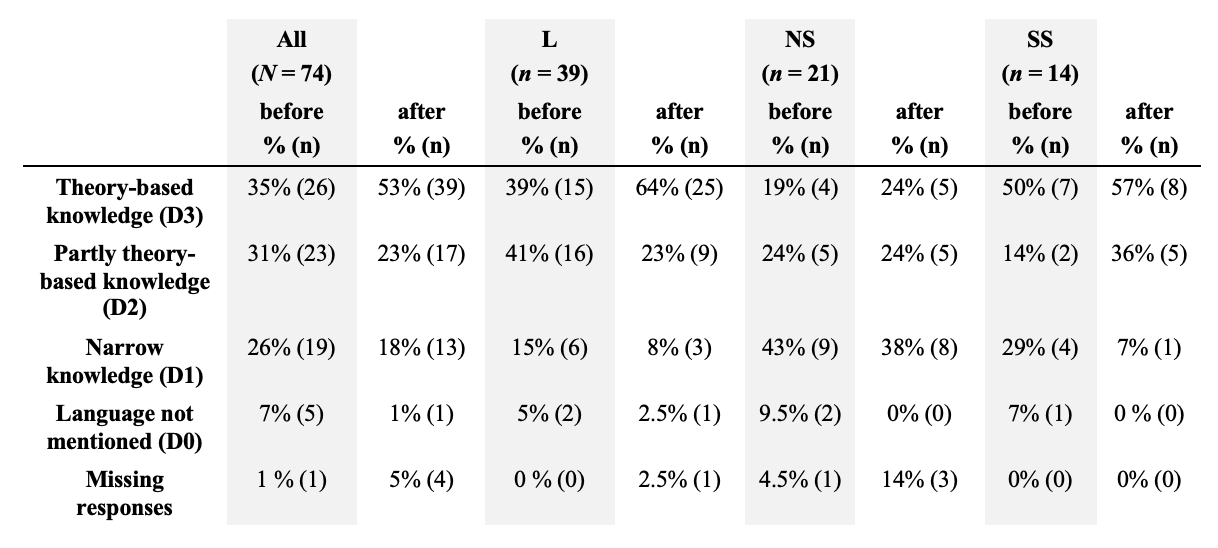 All L NS SS
(N = 74) (n = 39) (n = 21) (n = 14)
before after before after before after before after
% (n) % (n) % (n) % (n) % (n) % (n) % (n) % (n)
Theory-based 35% (26) 53% (39) 39% (15) 64% (25) 19% (4) 24% (5) 50% (7) 57% (8)
knowledge (D3)
Partly theory- 31% (23) 23% (17) 41% (16) 23% (9) 24% (5) 24% (5) 14% (2) 36% (5)
based knowledge
(D2)
Narrow 26% (19) 18% (13) 15% (6) 8% (3) 43% (9) 38% (8) 29% (4) 7% (1)
knowledge (D1)
Language not 7% (5) 1% (1) 5% (2) 2.5% (1) 9.5% (2) 0% (0) 7% (1) 0 % (0)
mentioned (D0)
Missing 1 % (1) 5% (4) 0 % (0) 2.5% (1) 4.5% (1) 14% (3) 0% (0) 0% (0)
responses